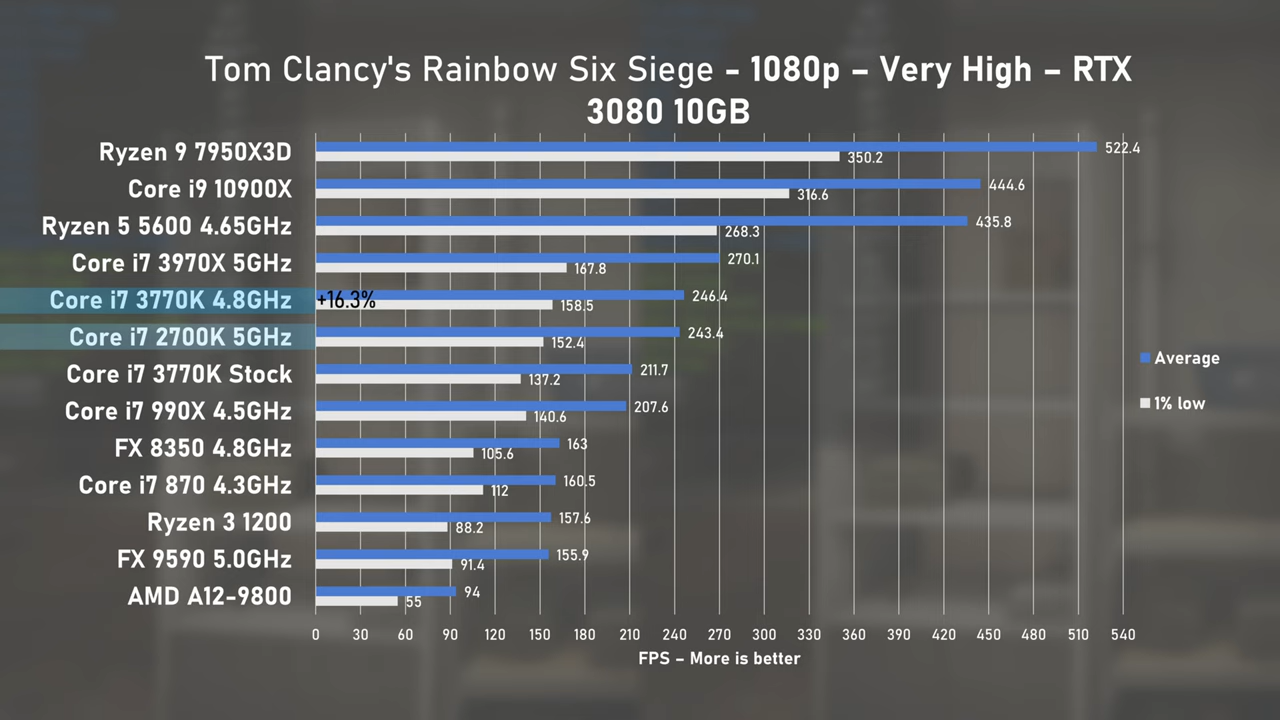 Tom Clancy's Rainbow Six Siege - 1080p – Very High – RTX
3080 10GB
Ryzen 9 7950X3D 522.4 350.2
Core i9 10900X 444.6 316.6
Ryzen 5 5600 4.65GHz 435.8 268.3
Core i7 3970X 5GHz 270.1 167.8
Core i7 3770K 4.8GHz +16.3% 246.4 158.5
Core i7 2700K 5GHz 243.4 152.4
Core i7 3770K Stock 211.7 137.2
Core i7 990X 4.5GHz 207.6 140.6
FX 8350 4.8GHz 163 105.6
Core i7 870 4.3GHz 160.5 112
Ryzen 3 1200 157.6 88.2
FX 9590 5.0GHz 155.9 91.4
AMD A12-9800 94 55
0 30 60 90 120 150 180 210 240 270 300 330 360 390 420 450 480 510 540
FPS – More is better
Average
1% low